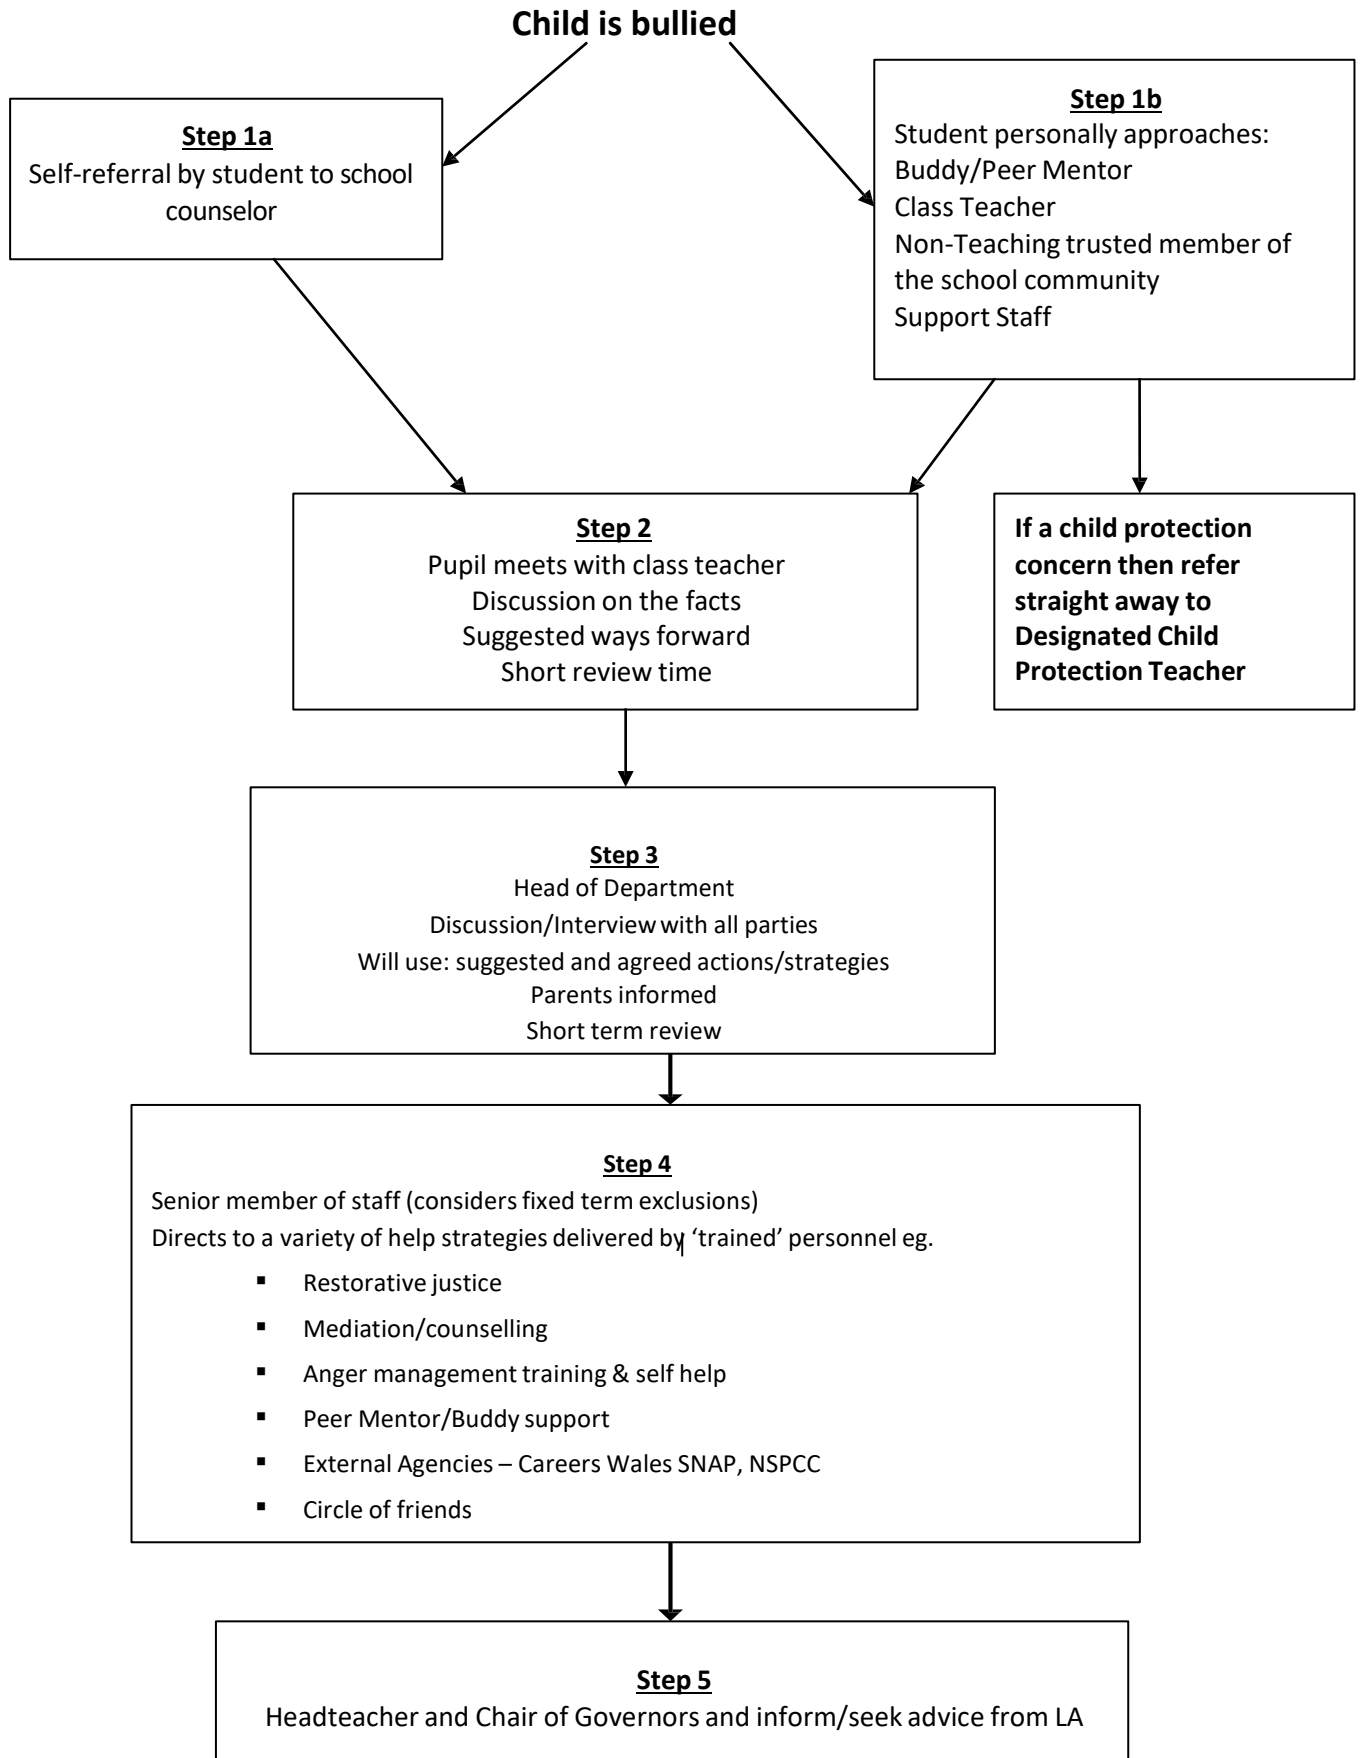 Child is bullied
Step 1a
Self-referral by student to school
counselor
Step 1b
Student personally approaches:
Buddy/Peer Mentor
Class Teacher
Non-Teaching trusted member of
the school community
Support Staff
Step 2
Pupil meets with class teacher
Discussion on the facts
Suggested ways forward
Short review time
If a child protection
concern then refer
straight away to
Designated Child
Protection Teacher
Step 3
Head of Department
Discussion/Interview with all parties
Will use: suggested and agreed actions/strategies
Parents informed
Short term review
Step 4
Senior member of staff (considers fixed term exclusions)
Directs to a variety of help strategies delivered by ‘trained’ personnel eg.
▪ Restorative justice
▪ Mediation/counselling
▪ Anger management training & self help
▪ Peer Mentor/Buddy support
▪ External Agencies – Careers Wales SNAP, NSPCC
▪ Circle of friends
Step 5
Headteacher and Chair of Governors and inform/seek advice from LA